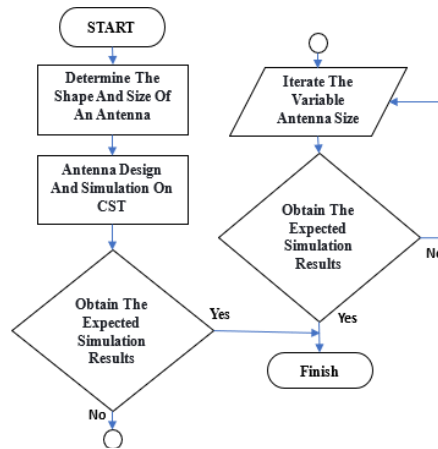 START
Determine The
Shape And Size Of
An Antenna
Antenna Design
And Simulation On
CST
Obtain The
Expected
Simulation
Results
Yes
No
Iterate The
Variable
Antenna Size
Obtain The
Expected
Simulation
Results
No
Yes
Finish